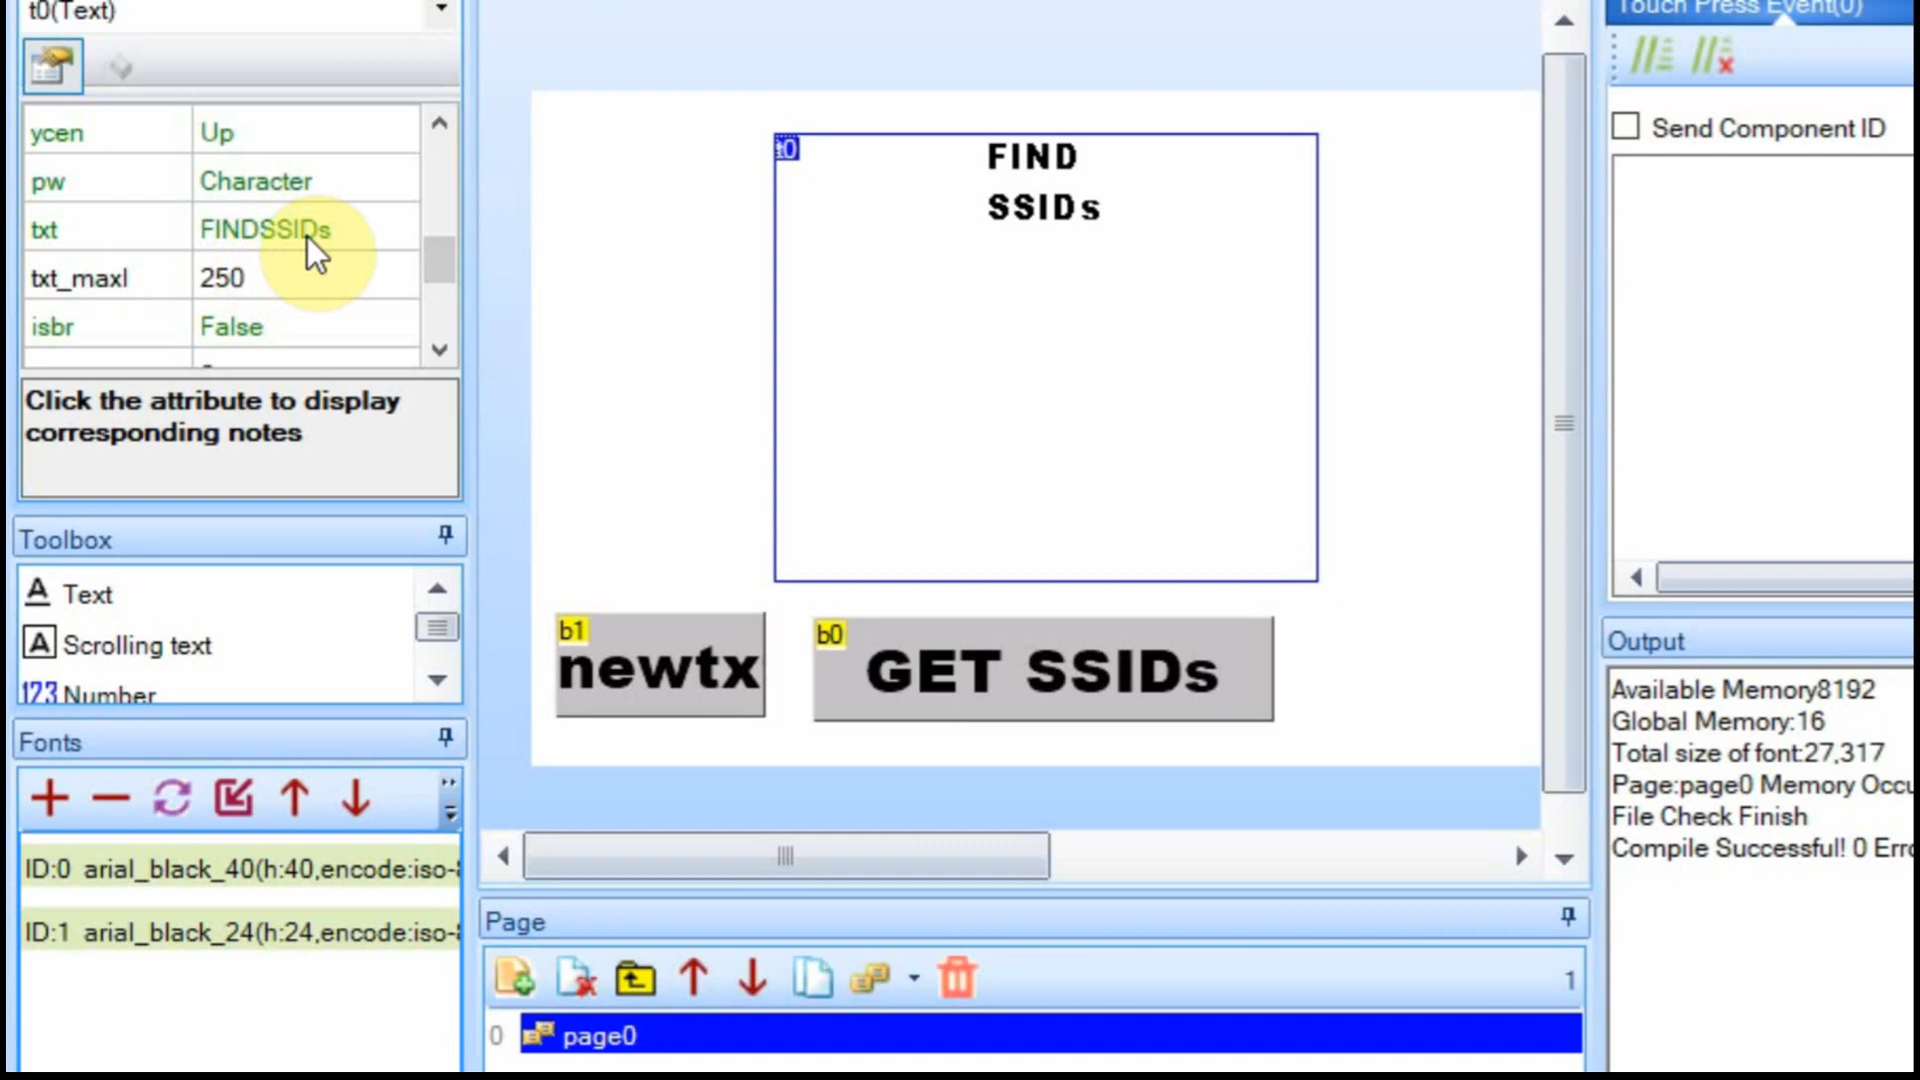 t0(Text)
ycen Up
pw Character
txt FINDSSIDs
txt_maxl 250
isbr False
Click the attribute to display
corresponding notes
Toolbox
Text
Scrolling text
123 Number
Fonts
ID:0 arial_black_40(h:40,encode:iso-8
ID:1 arial_black_24(h:24,encode:iso-8
t0
FIND
SSIDs
b1
newtx
b0
GET SSIDs
Page
1
0 page0
Touch Press Event(0)
Send Component ID
Output
Available Memory8192
Global Memory:16
Total size of font:27,317
Page:page0 Memory Occu
File Check Finish
Compile Successful! 0 Erro